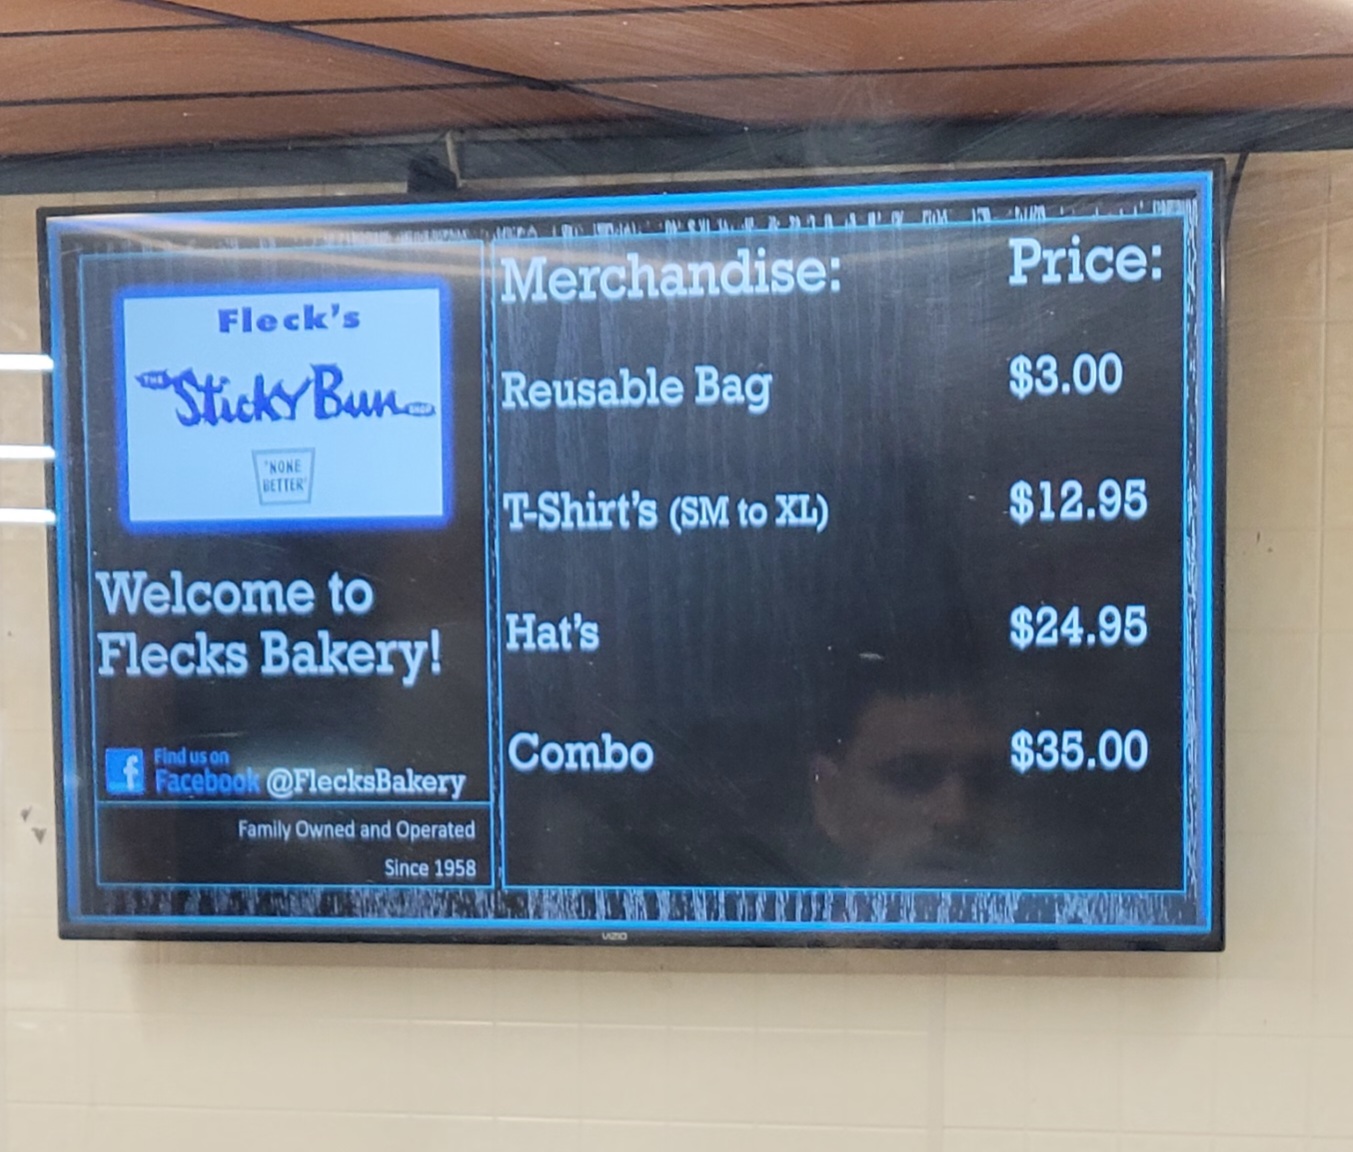 Fleck's
THE Sticky Bun SHOP
"NONE
BETTER"
Welcome to
Flecks Bakery!
Find us on
Facebook @FlecksBakery
Family Owned and Operated
Since 1958
Merchandise: Price:
Reusable Bag $3.00
T-Shirt's (SM to XL) $12.95
Hat's $24.95
Combo $35.00
VIZIO